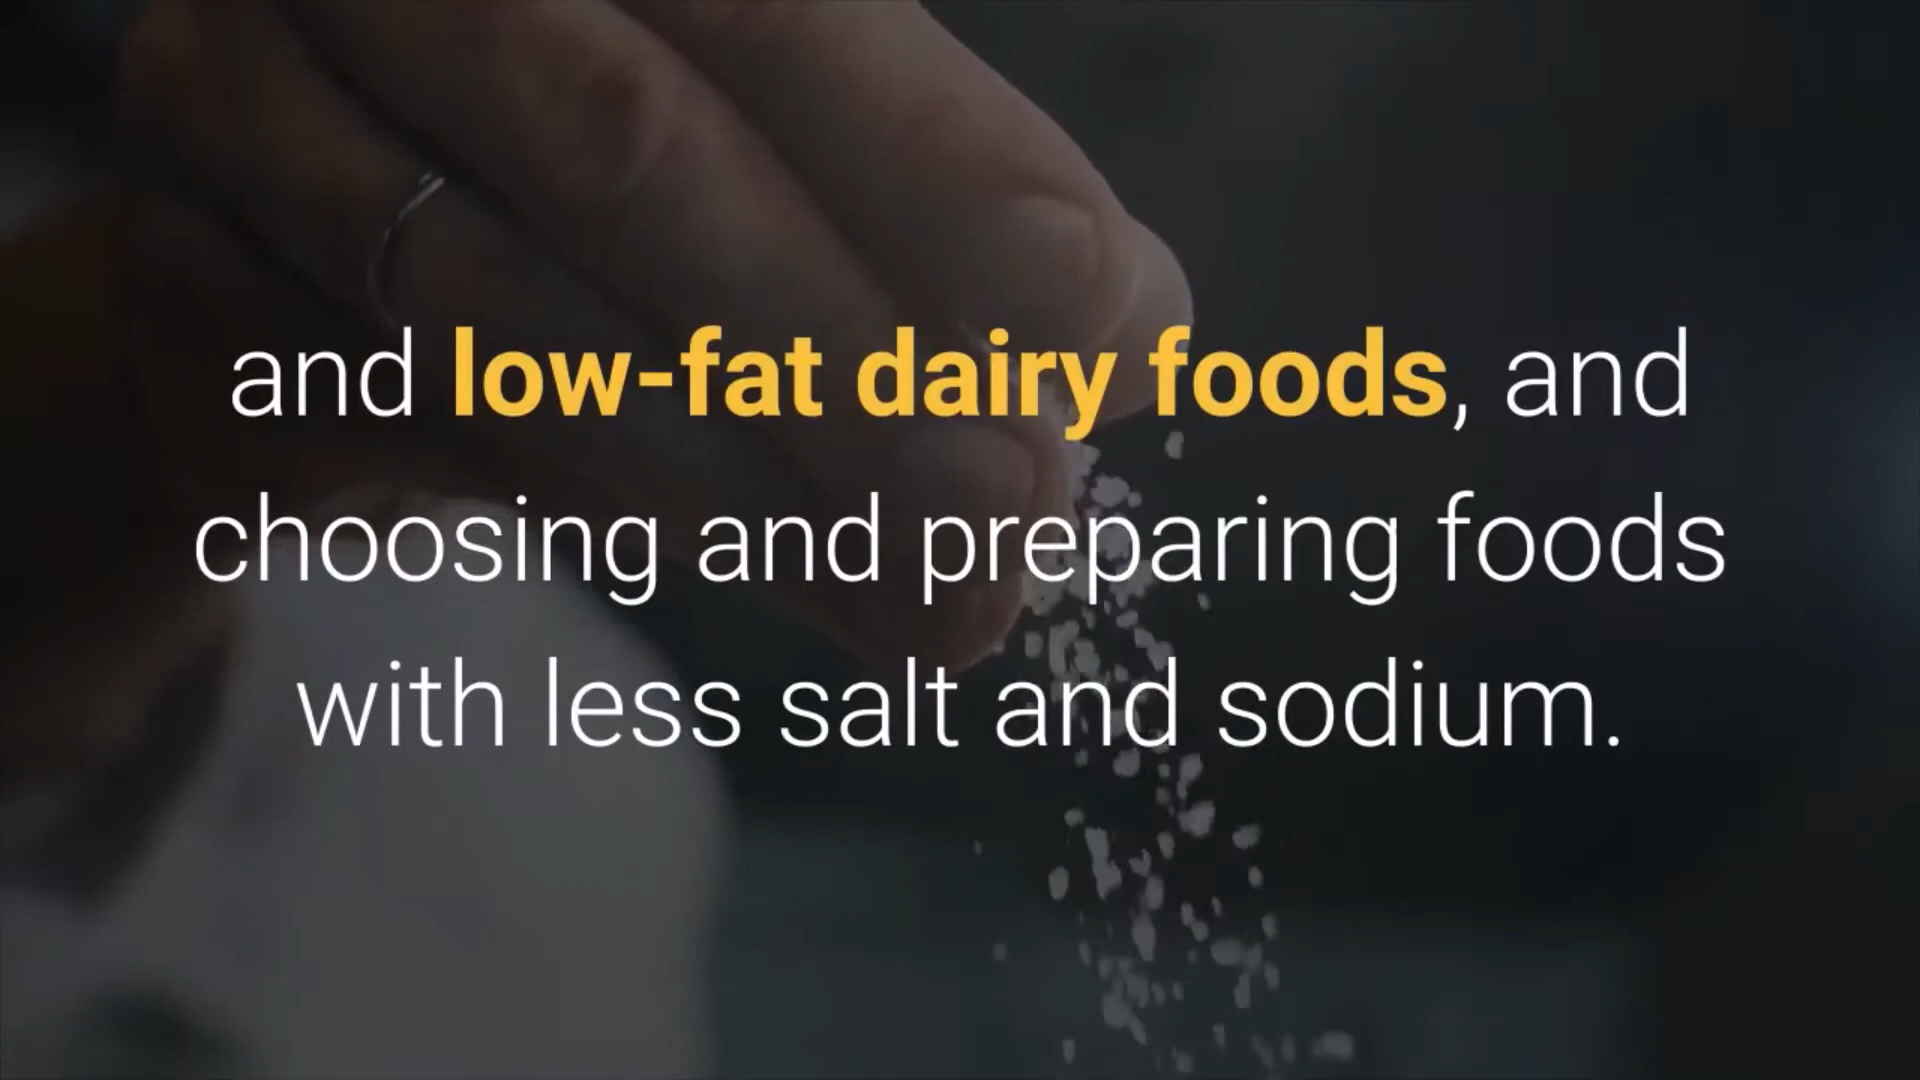 and low-fat dairy foods, and
choosing and preparing foods
with less salt and sodium.